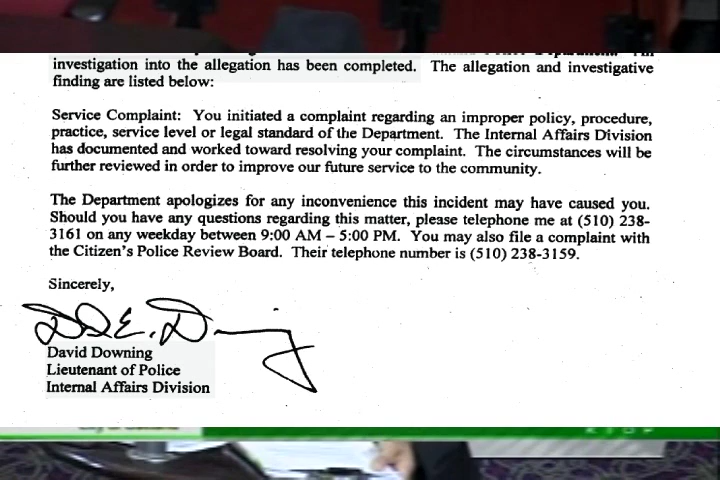 investigation into the allegation has been completed. The allegation and investigative
finding are listed below:
Service Complaint: You initiated a complaint regarding an improper policy, procedure,
practice, service level or legal standard of the Department. The Internal Affairs Division
has documented and worked toward resolving your complaint. The circumstances will be
further reviewed in order to improve our future service to the community.
The Department apologizes for any inconvenience this incident may have caused you.
Should you have any questions regarding this matter, please telephone me at (510) 238-
3161 on any weekday between 9:00 AM – 5:00 PM. You may also file a complaint with
the Citizen's Police Review Board. Their telephone number is (510) 238-3159.
Sincerely,
David Downing
Lieutenant of Police
Internal Affairs Division